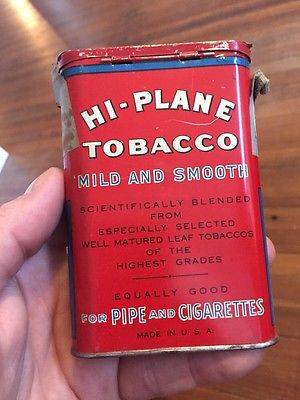 HI-PLANE
TOBACCO
MILD AND SMOOTH
SCIENTIFICALLY BLENDED
FROM
ESPECIALLY SELECTED
WELL MATURED LEAF TOBACCOS
OF THE
HIGHEST GRADES
EQUALLY GOOD
FOR PIPE AND CIGARETTES
MADE IN U.S.A.